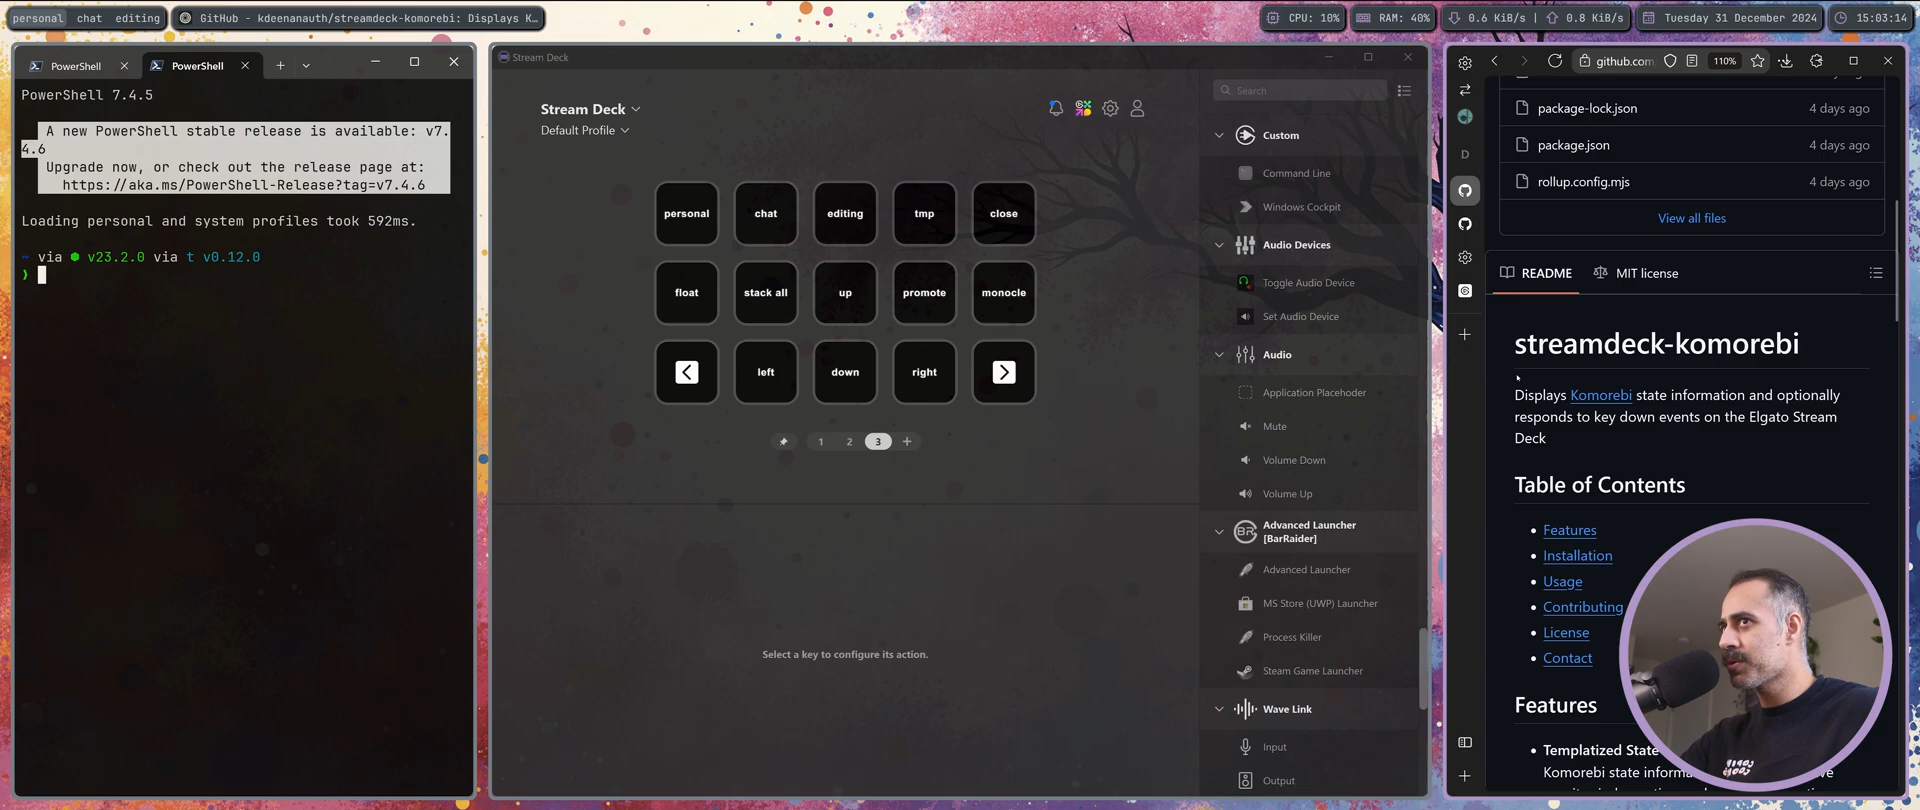 personal chat editing
GitHub - kdeenanauth/streamdeck-komorebi: Displays K…
CPU: 10%
RAM: 40%
0.6 KiB/s | 0.8 KiB/s
Tuesday 31 December 2024
15:03:14
PowerShell
PowerShell
PowerShell 7.4.5
A new PowerShell stable release is available: v7.
4.6
Upgrade now, or check out the release page at:
https://aka.ms/PowerShell-Release?tag=v7.4.6
Loading personal and system profiles took 592ms.
~ via v23.2.0 via t v0.12.0
Stream Deck
Stream Deck
Default Profile
personal
chat
editing
tmp
close
float
stack all
up
promote
monocle
left
down
right
1 2 3 +
Select a key to configure its action.
Search
Custom
Command Line
Windows Cockpit
Audio Devices
Toggle Audio Device
Set Audio Device
Audio
Application Placehoder
Mute
Volume Down
Volume Up
BR
Advanced Launcher
[BarRaider]
Advanced Launcher
MS Store (UWP) Launcher
Process Killer
Steam Game Launcher
Wave Link
Input
Output
github.com
110%
D
package-lock.json 4 days ago
package.json 4 days ago
rollup.config.mjs 4 days ago
View all files
README
MIT license
streamdeck-komorebi
Displays Komorebi state information and optionally
responds to key down events on the Elgato Stream
Deck
Table of Contents
Features
Installation
Usage
Contributing
License
Contact
Features
Templatized State
Komorebi state informa